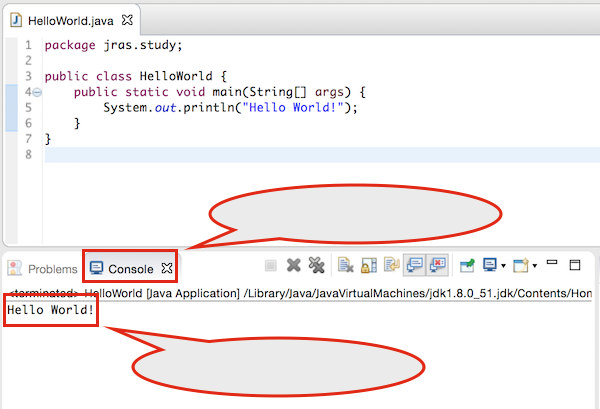 HelloWorld.java
1 package jras.study;
2
3 public class HelloWorld {
4 public static void main(String[] args) {
5 System.out.println("Hello World!");
6 }
7 }
8
Problems Console
<terminated> HelloWorld [Java Application] /Library/Java/JavaVirtualMachines/jdk1.8.0_51.jdk/Contents/Hon
Hello World!